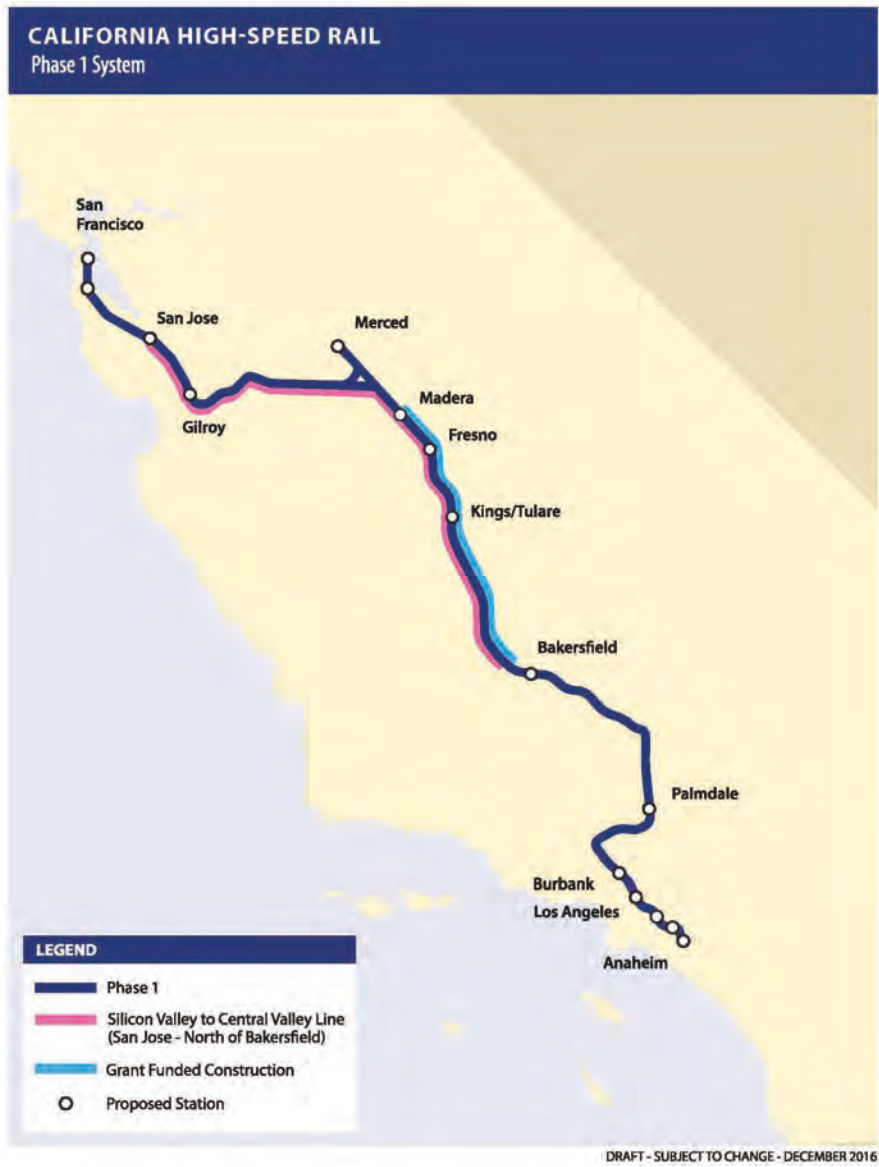 CALIFORNIA HIGH-SPEED RAIL
Phase 1 System
San
Francisco
San Jose
Merced
Gilroy
Madera
Fresno
Kings/Tulare
Bakersfield
Palmdale
Burbank
Los Angeles
Anaheim
LEGEND
Phase 1
Silicon Valley to Central Valley Line
(San Jose - North of Bakersfield)
Grant Funded Construction
Proposed Station
DRAFT - SUBJECT TO CHANGE - DECEMBER 2016